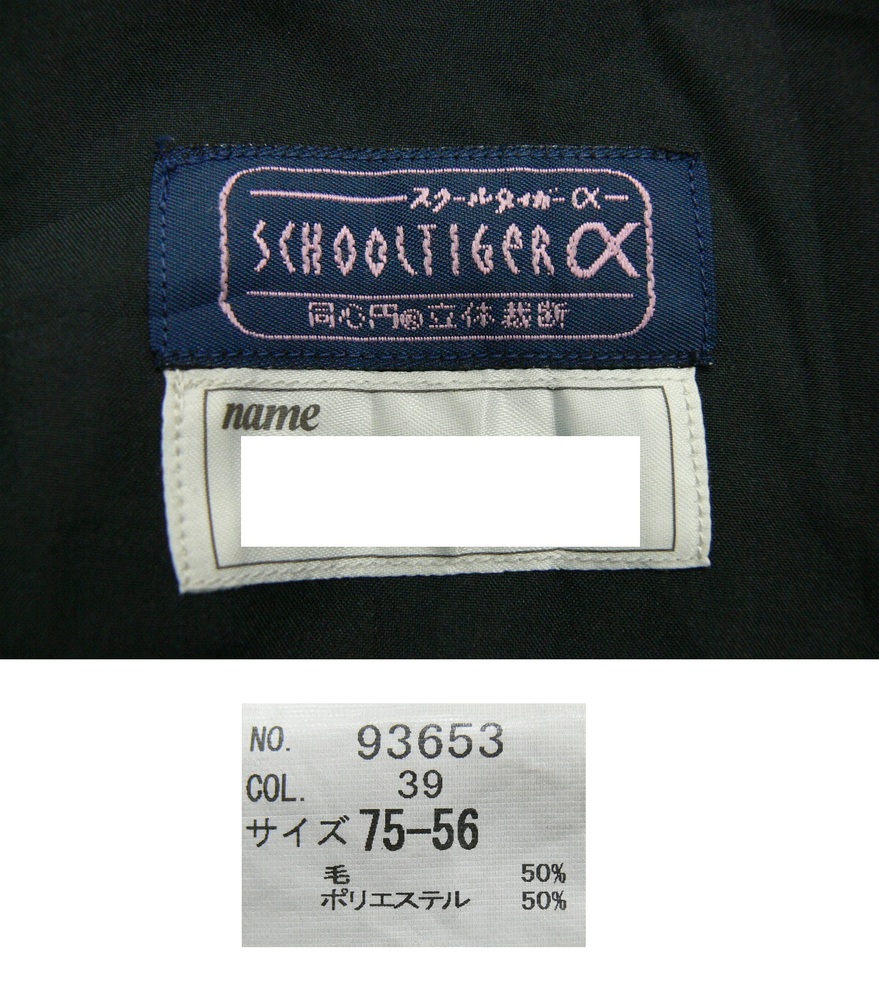 スクールタイガーα
SCHOOLTIGER α
同心円の立体裁断
name
NO. 93653
COL. 39
サイズ 75-56
毛 50%
ポリエステル 50%